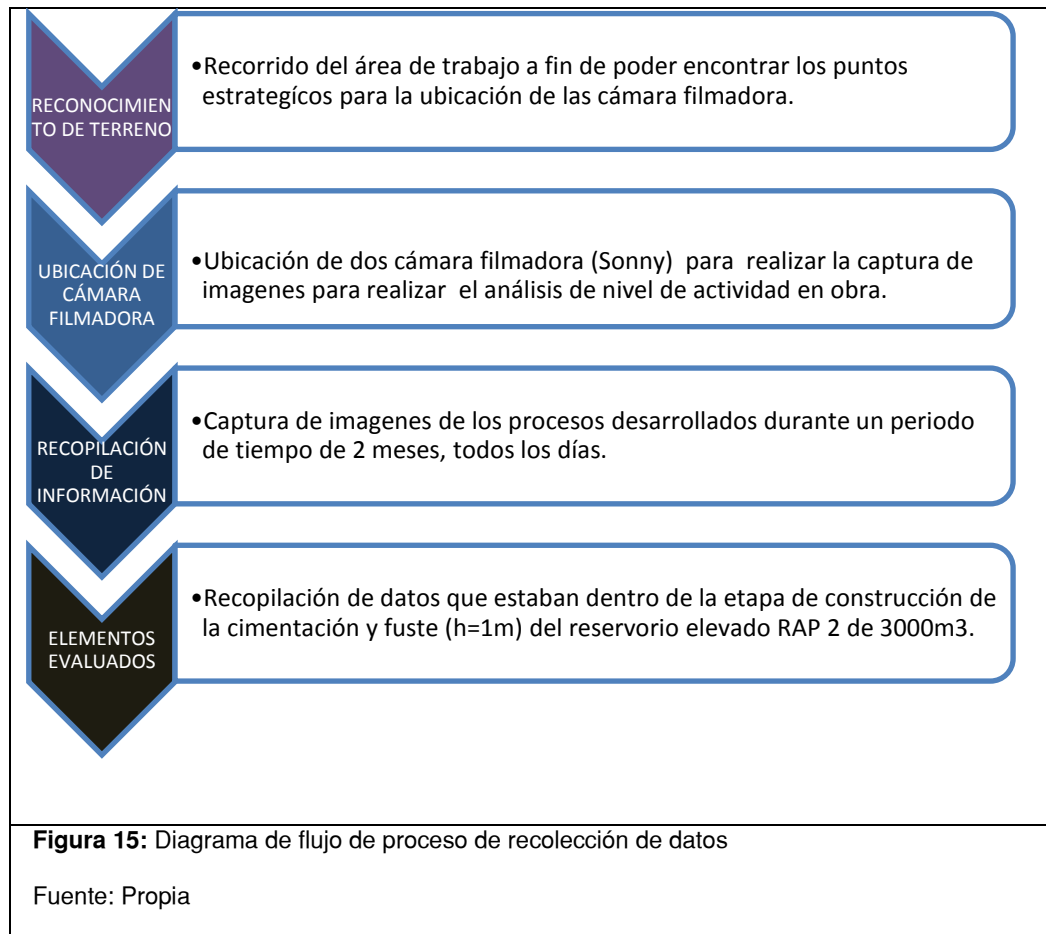 RECONOCIMIEN
TO DE TERRENO
•Recorrido del área de trabajo a fin de poder encontrar los puntos
estrategícos para la ubicación de las cámara filmadora.
UBICACIÓN DE
CÁMARA
FILMADORA
•Ubicación de dos cámara filmadora (Sonny) para realizar la captura de
imagenes para realizar el análisis de nivel de actividad en obra.
RECOPILACIÓN
DE
INFORMACIÓN
•Captura de imagenes de los procesos desarrollados durante un periodo
de tiempo de 2 meses, todos los días.
ELEMENTOS
EVALUADOS
•Recopilación de datos que estaban dentro de la etapa de construcción de
la cimentación y fuste (h=1m) del reservorio elevado RAP 2 de 3000m3.
Figura 15: Diagrama de flujo de proceso de recolección de datos
Fuente: Propia